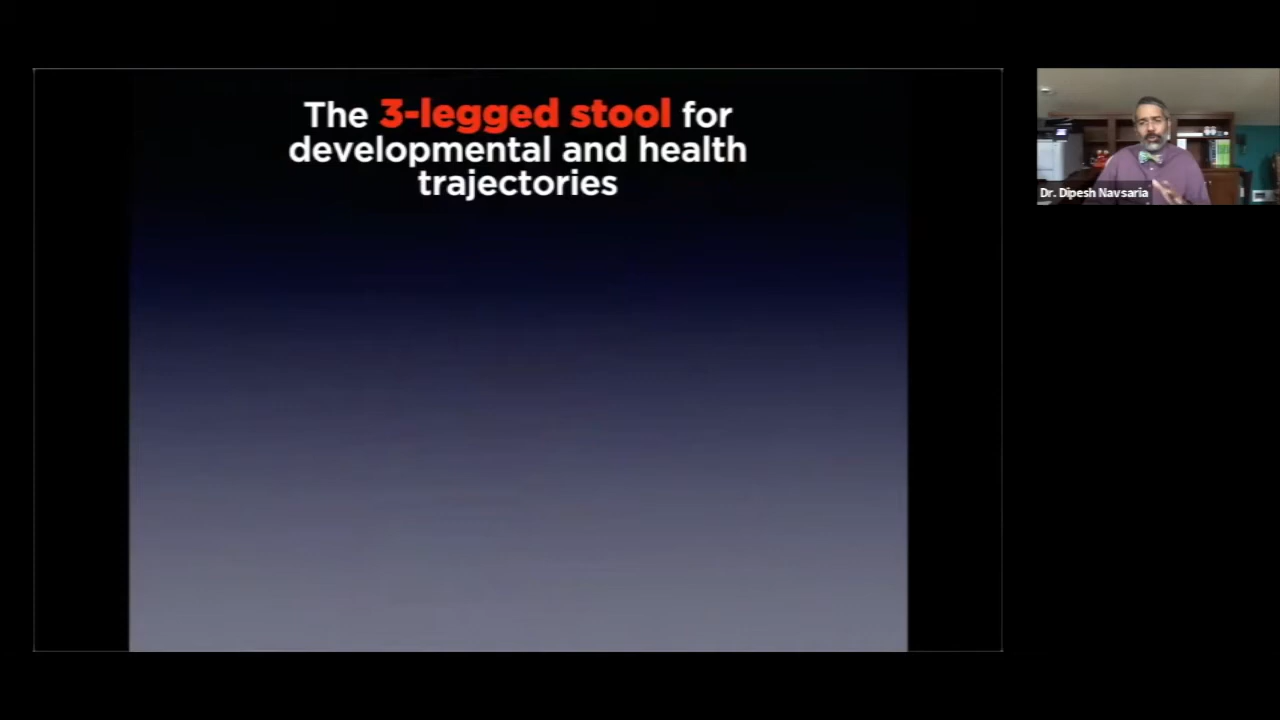 The 3-legged stool for
developmental and health
trajectories
Dr. Dipesh Navsaria